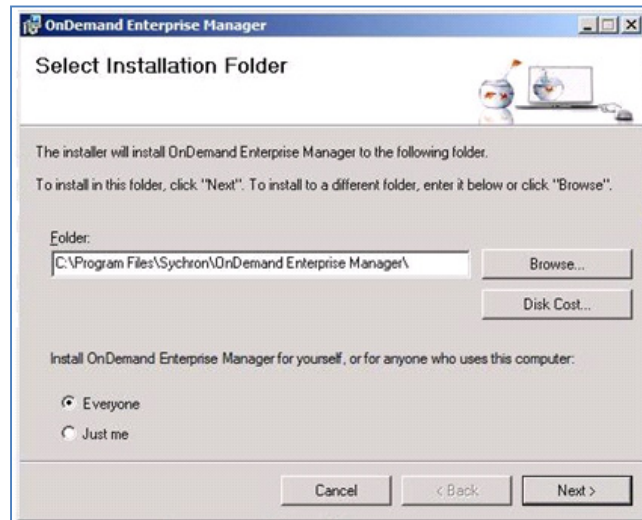 OnDemand Enterprise Manager
Select Installation Folder
The installer will install OnDemand Enterprise Manager to the following folder.
To install in this folder, click "Next". To install to a different folder, enter it below or click "Browse".
Folder:
C:\Program Files\Sychron\OnDemand Enterprise Manager\
Browse...
Disk Cost...
Install OnDemand Enterprise Manager for yourself, or for anyone who uses this computer:
Everyone
Just me
Cancel < Back Next >